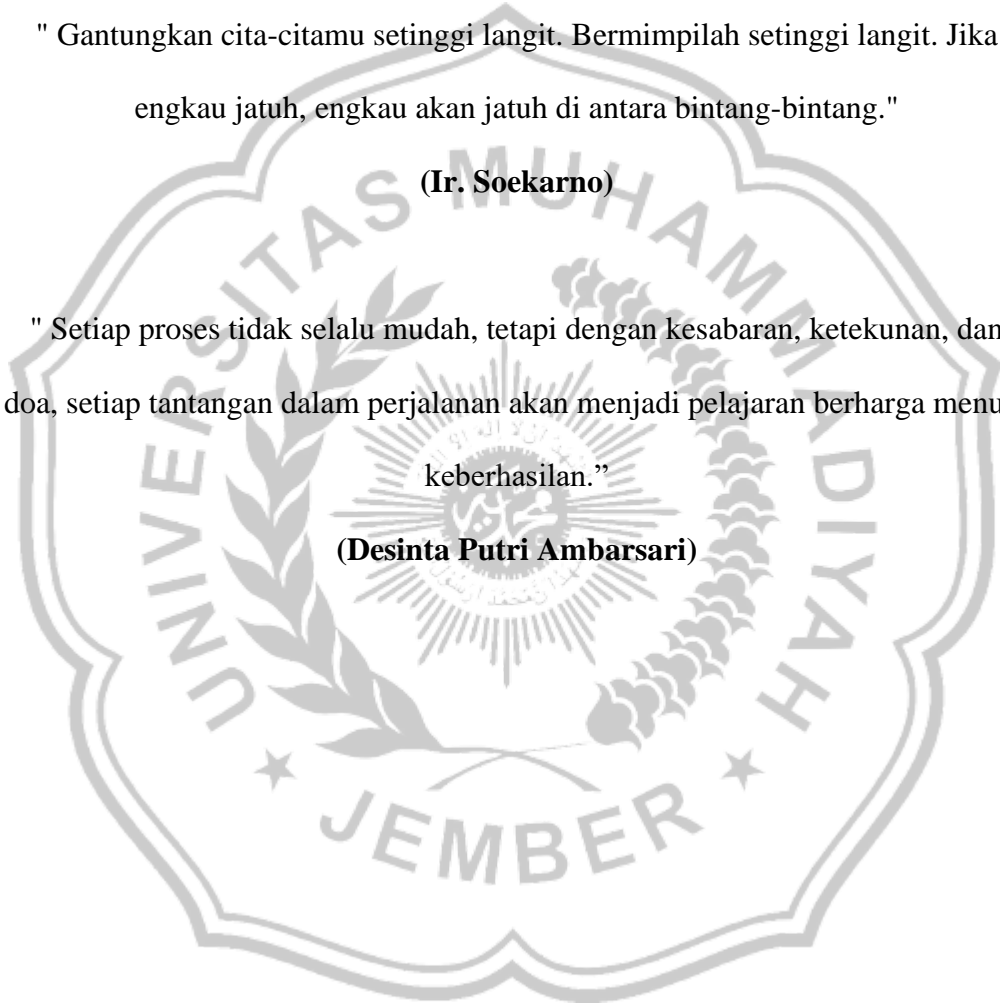 " Gantungkan cita-citamu setinggi langit. Bermimpilah setinggi langit. Jika
engkau jatuh, engkau akan jatuh di antara bintang-bintang."
(Ir. Soekarno)
" Setiap proses tidak selalu mudah, tetapi dengan kesabaran, ketekunan, dan
doa, setiap tantangan dalam perjalanan akan menjadi pelajaran berharga menu
keberhasilan.”
(Desinta Putri Ambarsari)
UNIVERSITAS MUHAMMADIYAH
JEMBER